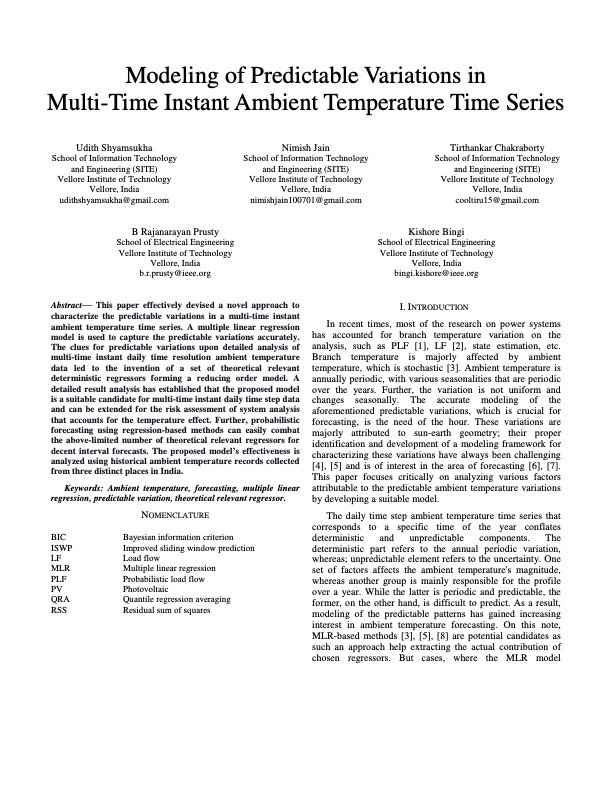 Modeling of Predictable Variations in
Multi-Time Instant Ambient Temperature Time Series
Udith Shyamsukha
School of Information Technology
and Engineering (SITE)
Vellore Institute of Technology
Vellore, India
udithshyamsukha@gmail.com
Nimish Jain
School of Information Technology
and Engineering (SITE)
Vellore Institute of Technology
Vellore, India
nimishjain100701@gmail.com
Tirthankar Chakraborty
School of Information Technology
and Engineering (SITE)
Vellore Institute of Technology
Vellore, India
cooltiru15@gmail.com
B Rajanarayan Prusty
School of Electrical Engineering
Vellore Institute of Technology
Vellore, India
b.r.prusty@ieee.org
Kishore Bingi
School of Electrical Engineering
Vellore Institute of Technology
Vellore, India
bingi.kishore@ieee.org
Abstract— This paper effectively devised a novel approach to
characterize the predictable variations in a multi-time instant
ambient temperature time series. A multiple linear regression
model is used to capture the predictable variations accurately.
The clues for predictable variations upon detailed analysis of
multi-time instant daily time resolution ambient temperature
data led to the invention of a set of theoretical relevant
deterministic regressors forming a reducing order model. A
detailed result analysis has established that the proposed model
is a suitable candidate for multi-time instant daily time step data
and can be extended for the risk assessment of system analysis
that accounts for the temperature effect. Further, probabilistic
forecasting using regression-based methods can easily combat
the above-limited number of theoretical relevant regressors for
decent interval forecasts. The proposed model's effectiveness is
analyzed using historical ambient temperature records collected
from three distinct places in India.
Keywords: Ambient temperature, forecasting, multiple linear
regression, predictable variation, theoretical relevant regressor.
NOMENCLATURE
BIC Bayesian information criterion
ISWP Improved sliding window prediction
LF Load flow
MLR Multiple linear regression
PLF Probabilistic load flow
PV Photovoltaic
QRA Quantile regression averaging
RSS Residual sum of squares
I. INTRODUCTION
In recent times, most of the research on power systems
has accounted for branch temperature variation on the
analysis, such as PLF [1], LF [2], state estimation, etc.
Branch temperature is majorly affected by ambient
temperature, which is stochastic [3]. Ambient temperature is
annually periodic, with various seasonalities that are periodic
over the years. Further, the variation is not uniform and
changes seasonally. The accurate modeling of the
aforementioned predictable variations, which is crucial for
forecasting, is the need of the hour. These variations are
majorly attributed to sun-earth geometry; their proper
identification and development of a modeling framework for
characterizing these variations have always been challenging
[4], [5] and is of interest in the area of forecasting [6], [7].
This paper focuses critically on analyzing various factors
attributable to the predictable ambient temperature variations
by developing a suitable model.
The daily time step ambient temperature time series that
corresponds to a specific time of the year conflates
deterministic and unpredictable components. The
deterministic part refers to the annual periodic variation,
whereas; unpredictable element refers to the uncertainty. One
set of factors affects the ambient temperature's magnitude,
whereas another group is mainly responsible for the profile
over a year. While the latter is periodic and predictable, the
former, on the other hand, is difficult to predict. As a result,
modeling of the predictable patterns has gained increasing
interest in ambient temperature forecasting. On this note,
MLR-based methods [3], [5], [8] are potential candidates as
such an approach help extracting the actual contribution of
chosen regressors. But cases, where the MLR model